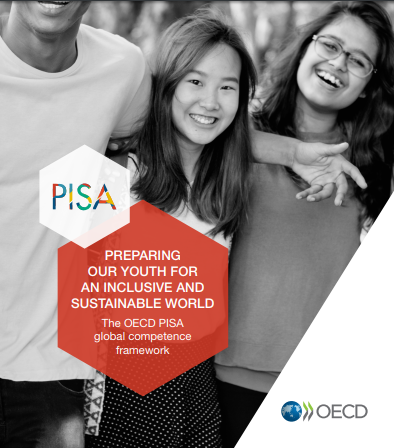 PISA
PREPARING
OUR YOUTH FOR
AN INCLUSIVE AND
SUSTAINABLE WORLD
The OECD PISA
global competence
framework
OECD